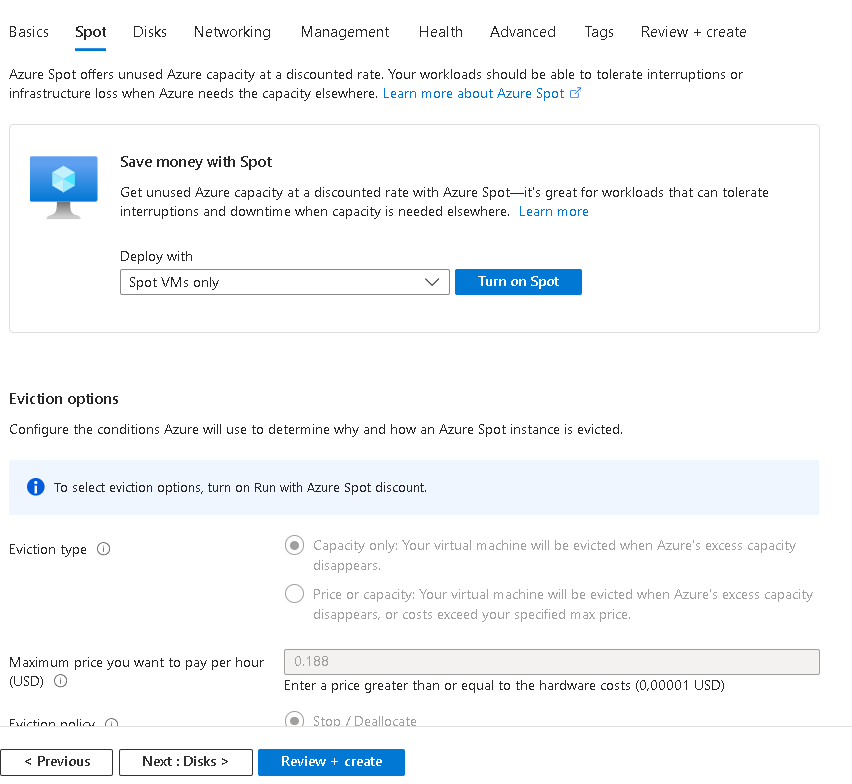 Basics Spot Disks Networking Management Health Advanced Tags Review + create
Azure Spot offers unused Azure capacity at a discounted rate. Your workloads should be able to tolerate interruptions or
infrastructure loss when Azure needs the capacity elsewhere. Learn more about Azure Spot
Save money with Spot
Get unused Azure capacity at a discounted rate with Azure Spot—it's great for workloads that can tolerate
interruptions and downtime when capacity is needed elsewhere. Learn more
Deploy with
Spot VMs only
Turn on Spot
Eviction options
Configure the conditions Azure will use to determine why and how an Azure Spot instance is evicted.
To select eviction options, turn on Run with Azure Spot discount.
Eviction type
Capacity only: Your virtual machine will be evicted when Azure's excess capacity
disappears.
Price or capacity: Your virtual machine will be evicted when Azure's excess capacity
disappears, or costs exceed your specified max price.
Maximum price you want to pay per hour
(USD)
0.188
Enter a price greater than or equal to the hardware costs (0,00001 USD)
Eviction policy
Stop / Deallocate
< Previous
Next : Disks >
Review + create